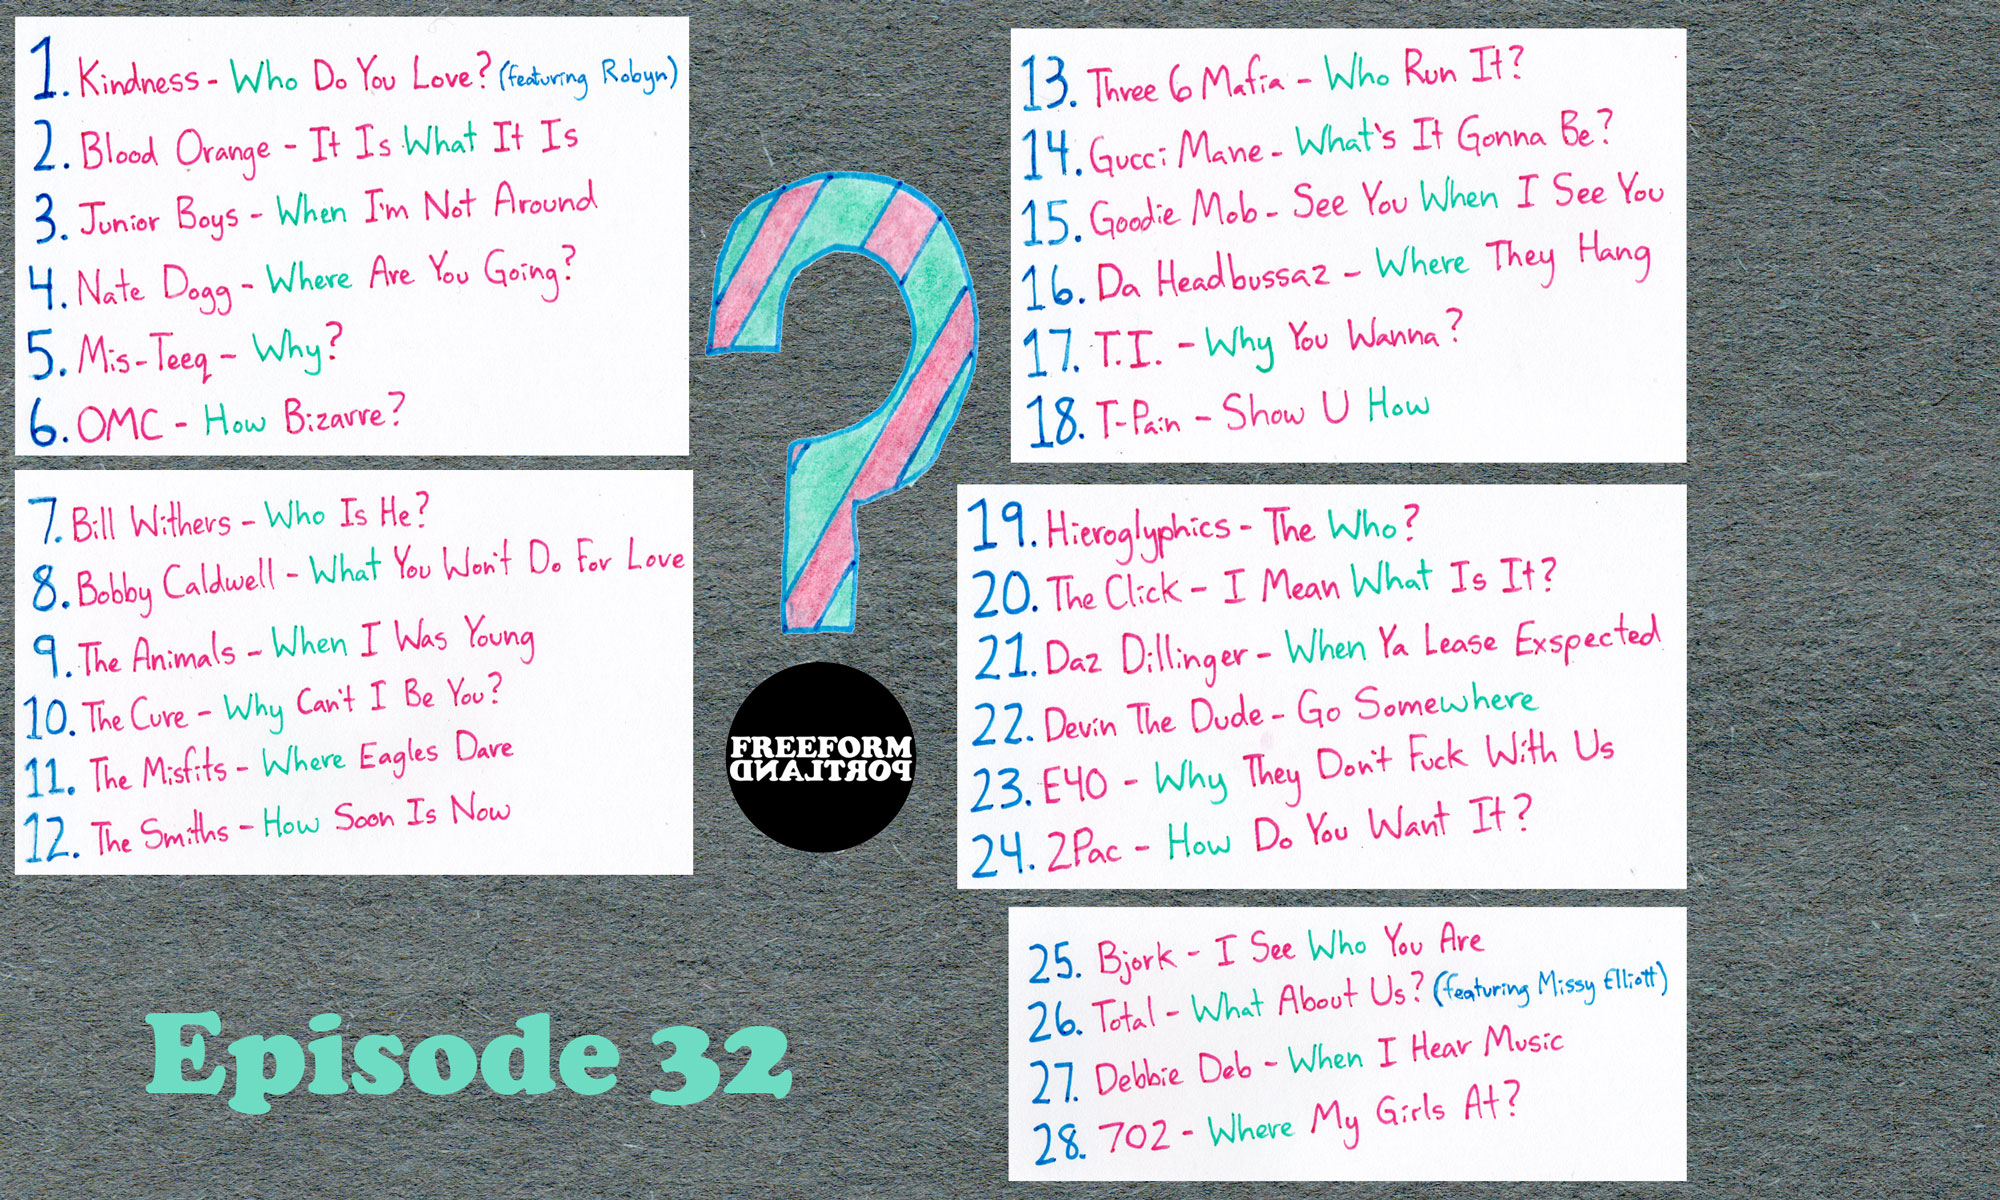 1. Kindness - Who Do You Love? (featuring Robyn)
2. Blood Orange - It Is What It Is
3. Junior Boys - When I'm Not Around
4. Nate Dogg - Where Are You Going?
5. Mis-Teeq - Why?
6. OMC - How Bizarre?
7. Bill Withers - Who Is He?
8. Bobby Caldwell - What You Won't Do For Love
9. The Animals - When I Was Young
10. The Cure - Why Can't I Be You?
11. The Misfits - Where Eagles Dare
12. The Smiths - How Soon Is Now
FREEFORM
PORTLAND
Episode 32
13. Three 6 Mafia - Who Run It?
14. Gucci Mane - What's It Gonna Be?
15. Goodie Mob - See You When I See You
16. Da Headbussaz - Where They Hang
17. T.I. - Why You Wanna?
18. T-Pain - Show U How
19. Hieroglyphics - The Who?
20. The Click - I Mean What Is It?
21. Daz Dillinger - When Ya Lease Exspected
22. Devin The Dude - Go Somewhere
23. E40 - Why They Don't Fuck With Us
24. 2Pac - How Do You Want It?
25. Bjork - I See Who You Are
26. Total - What About Us? (featuring Missy Elliott)
27. Debbie Deb - When I Hear Music
28. 702 - Where My Girls At?